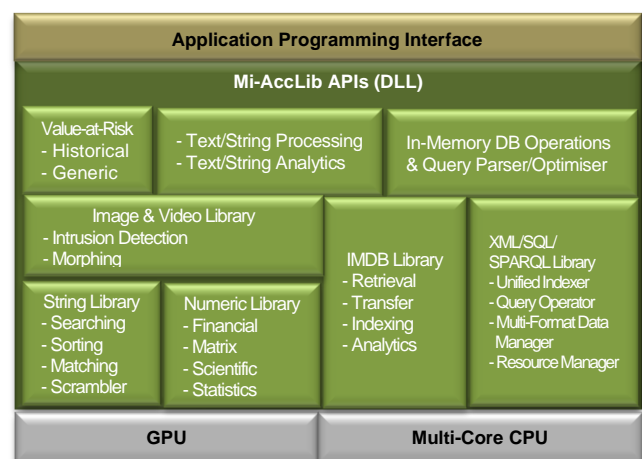 Application Programming Interface
Mi-AccLib APIs (DLL)
Value-at-Risk
- Historical
- Generic
- Text/String Processing
- Text/String Analytics
In-Memory DB Operations
& Query Parser/Optimiser
Image & Video Library
- Intrusion Detection
- Morphing
IMDB Library
- Retrieval
- Transfer
- Indexing
- Analytics
XML/SQL/
SPARQL Library
- Unified Indexer
- Query Operator
- Multi-Format Data
Manager
- Resource Manager
String Library
- Searching
- Sorting
- Matching
- Scrambler
Numeric Library
- Financial
- Matrix
- Scientific
- Statistics
GPU
Multi-Core CPU